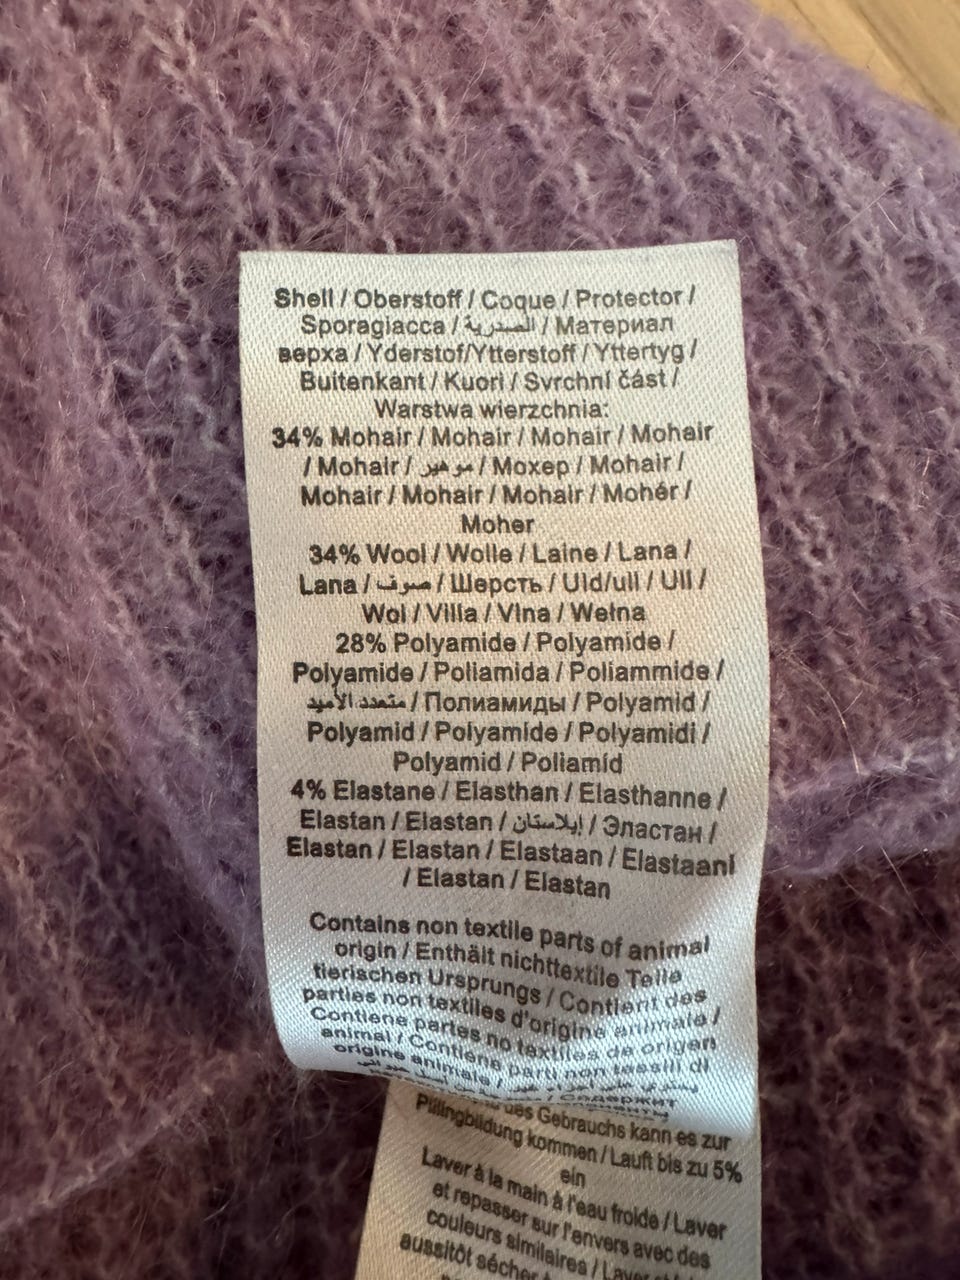 Shell / Oberstoff / Coque / Protector /
Sporagiacca / الصدرية / Материал
верха / Yderstof/Ytterstoff / Yttertyg /
Buitenkant / Kuori / Svrchní část /
Warstwa wierzchnia:
34% Mohair / Mohair / Mohair / Mohair
/ Mohair / موهير / Мохер / Mohair /
Mohair / Mohair / Mohair / Mohér /
Moher
34% Wool / Wolle / Laine / Lana /
Lana / صوف / Шерсть / Uld/ull / Ull /
Wol / Villa / Vlna / Wełna
28% Polyamide / Polyamide /
Polyamide / Poliamida / Poliammide /
متعدد الأميد / Полиамиды / Polyamid /
Polyamid / Polyamide / Polyamidi /
Polyamid / Poliamid
4% Elastane / Elasthan / Elasthanne /
Elastan / Elastan / إيلاستان / Эластан /
Elastan / Elastan / Elastaan / Elastaani
/ Elastan / Elastan
Contains non textile parts of animal
origin / Enthält nichttextile Teile
tierischen Ursprungs / Contient des
parties non textiles d'origine animale /
Contiene partes no textiles de origen
animal / Contiene parti non tessili di
origine animale /
/ Содержит
des Gebrauchs kann es zur
Pillingbildung kommen / Lauft bis zu 5%
ein
Laver à la main à l'eau froide / Laver
et repasser sur l'envers avec des
couleurs similaires /
aussitôt sécher